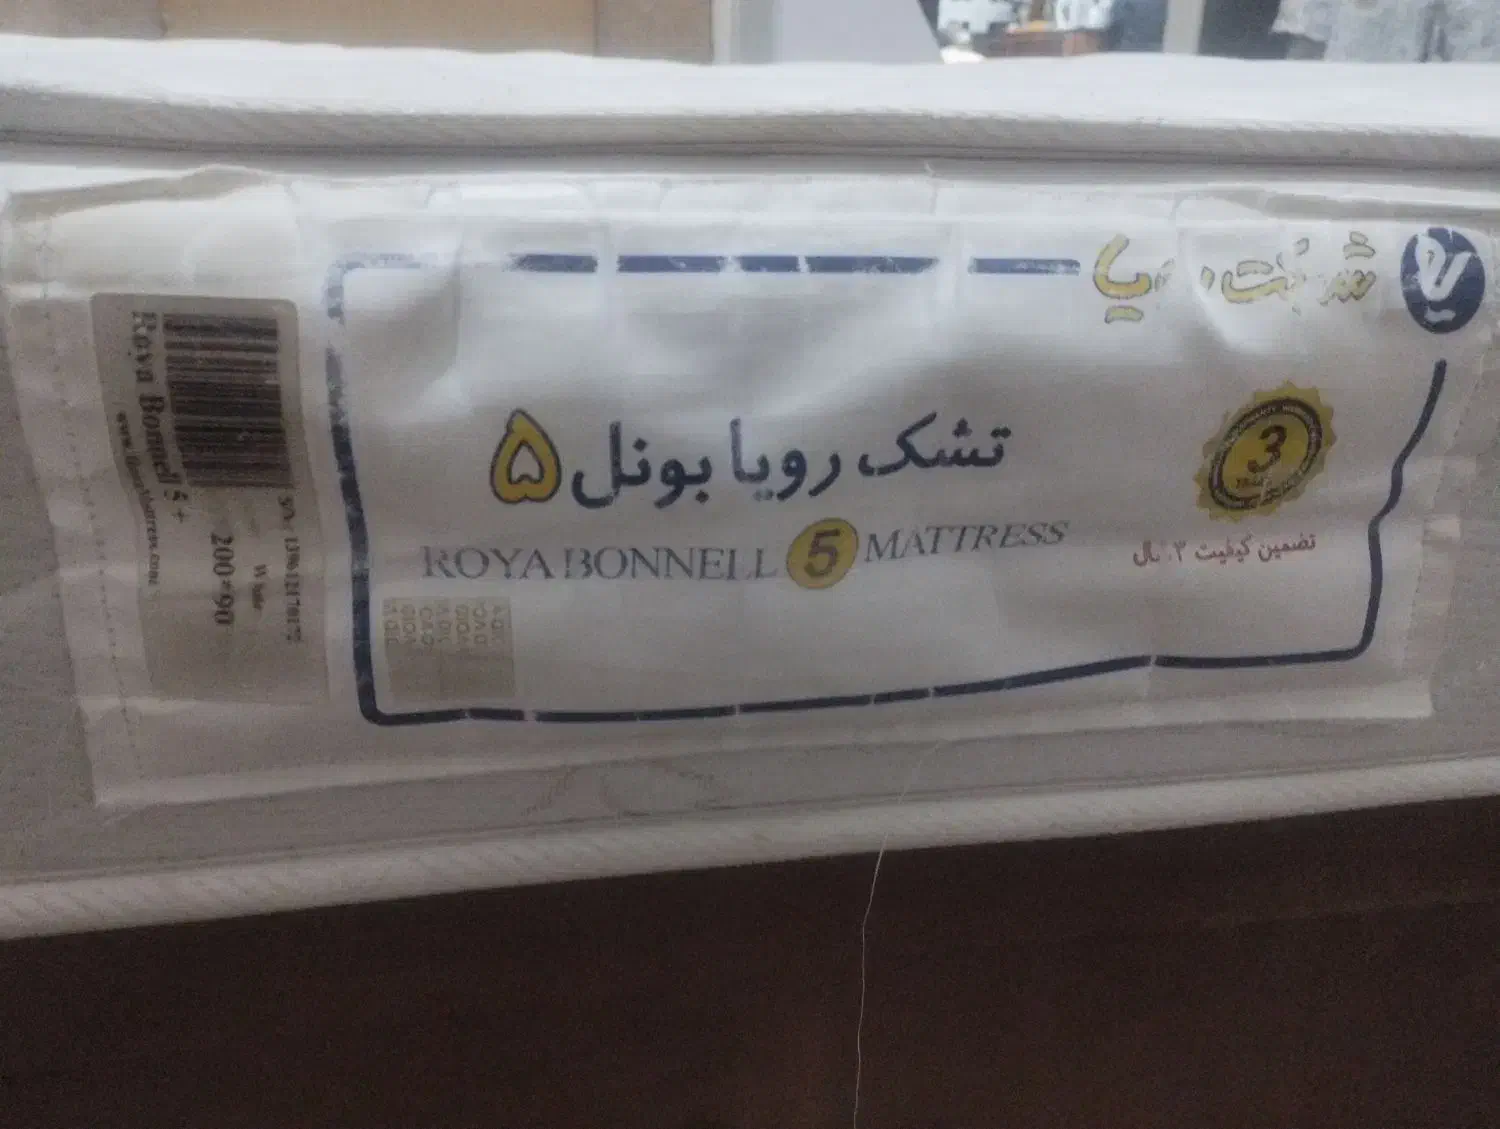 شرکت رویا
تشک رویا بونل ۵
ROYA BONNELL 5 MATTRESS
3
تضمین کیفیت ۳ سال
Roya Bonnell 5 +
White
200*90